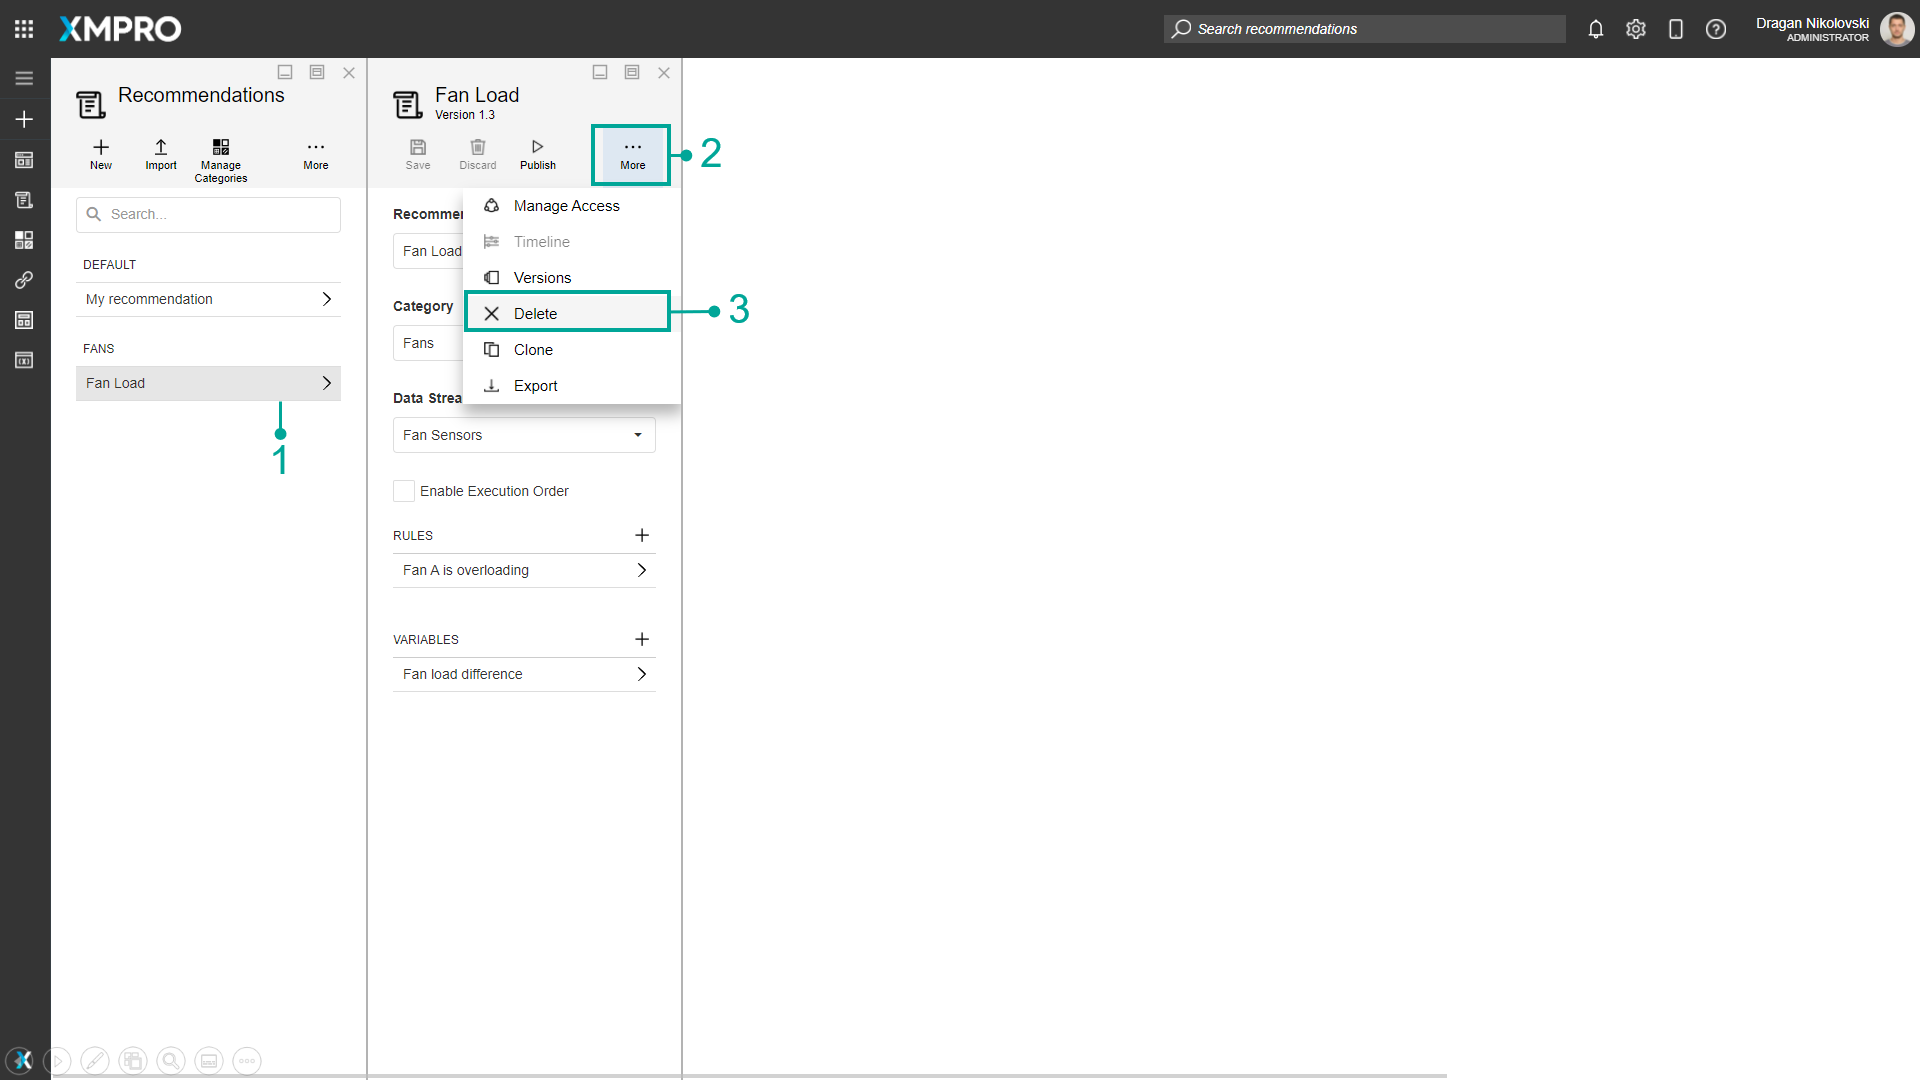 XMPRO
Search recommendations
Dragan Nikolovski
ADMINISTRATOR
Recommendations
New
Import
Manage
Categories
More
Search...
DEFAULT
My recommendation
FANS
Fan Load
1
Fan Load
Version 1.3
Save
Discard
Publish
More
2
Manage Access
Timeline
Versions
Delete
3
Clone
Export
Recommen
Fan Load
Category
Fans
Data Strea
Fan Sensors
Enable Execution Order
RULES
Fan A is overloading
VARIABLES
Fan load difference